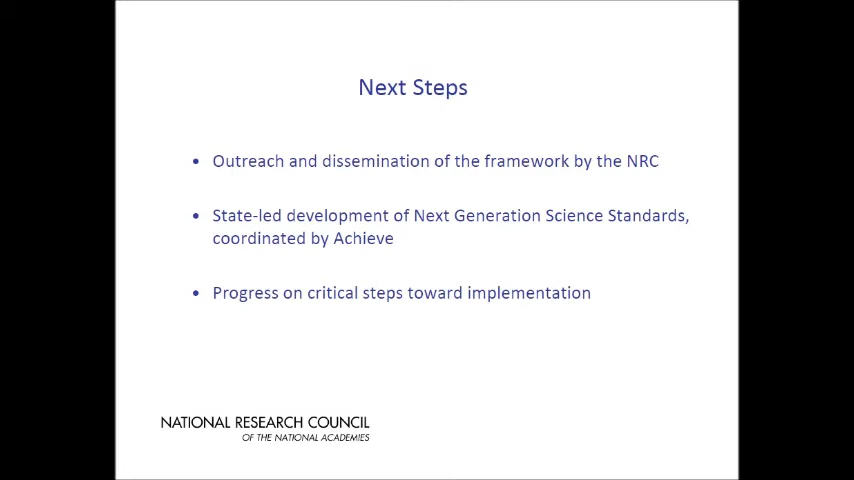 Next Steps
• Outreach and dissemination of the framework by the NRC
• State-led development of Next Generation Science Standards,
coordinated by Achieve
• Progress on critical steps toward implementation
NATIONAL RESEARCH COUNCIL
OF THE NATIONAL ACADEMIES